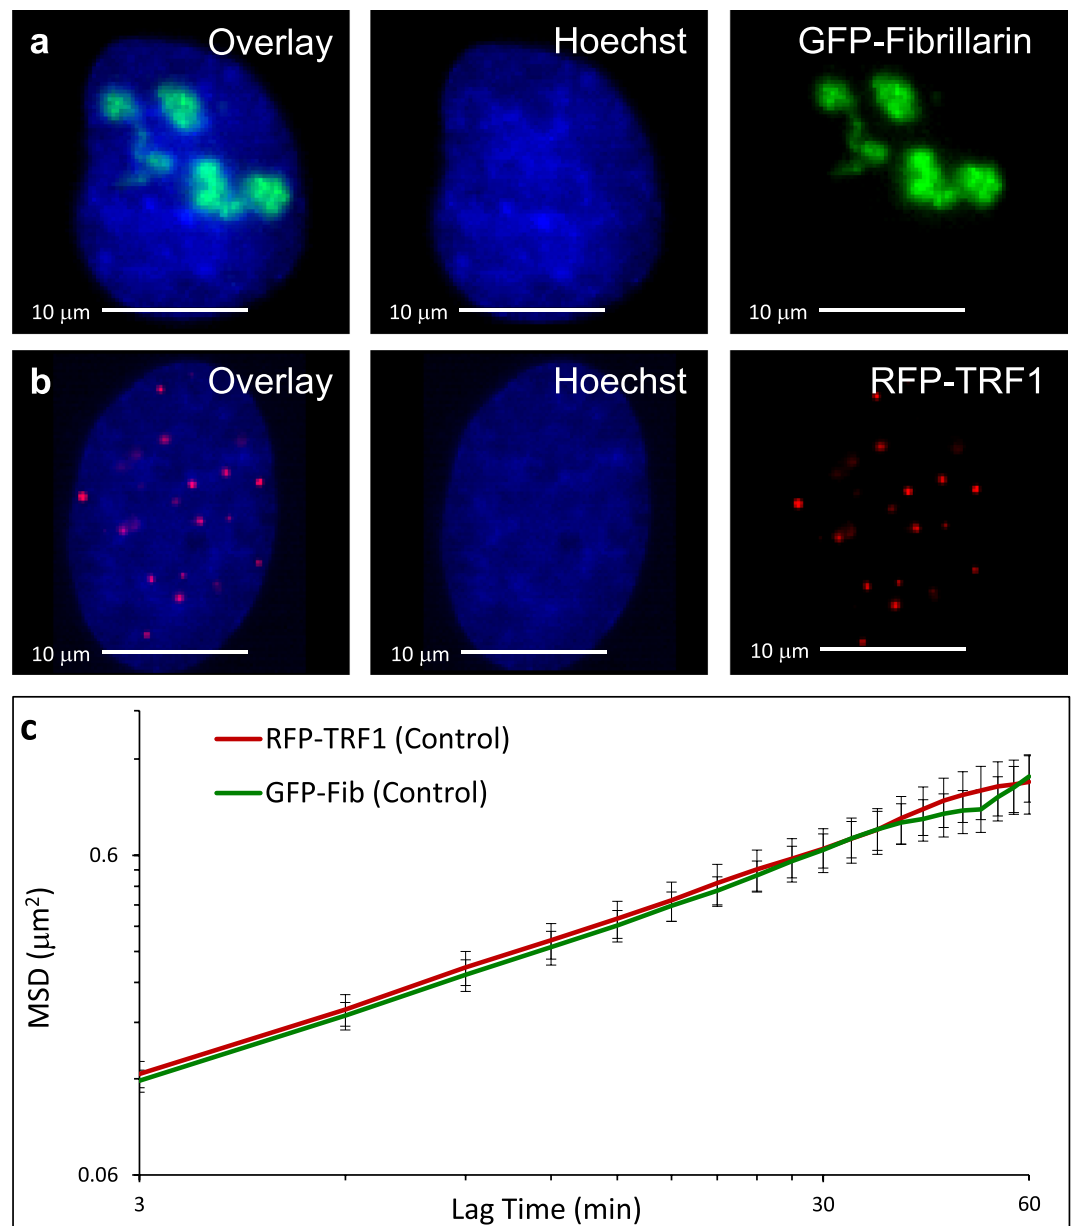 a
Overlay
10 μm
Hoechst
10 μm
GFP-Fibrillarin
10 μm
b
Overlay
10 μm
Hoechst
10 μm
RFP-TRF1
10 μm
c
RFP-TRF1 (Control)
GFP-Fib (Control)
0.6
MSD (μm²)
0.06
3
30
60
Lag Time (min)